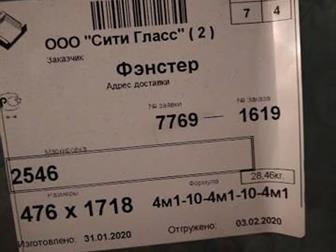 7 4
ООО "Сити Гласс" ( 2 )
Заказчик
Фэнстер
Адрес доставки
№ заявки № заказа
7769 1619
Маркировка
2546
Размеры Формула 28.46кг.
476 x 1718 4м1-10-4м1-10-4м1
Изготовлено: 31.01.2020 Отгружено: 03.02.2020